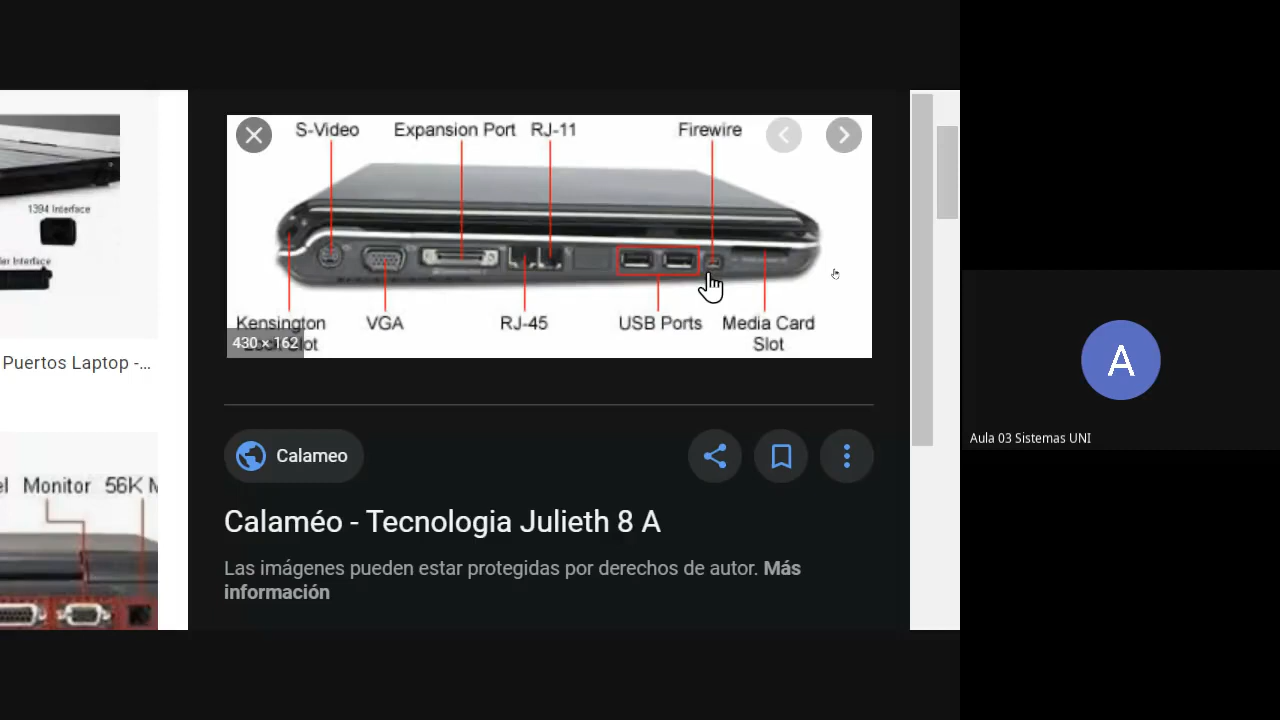 S-Video Expansion Port RJ-11 Firewire
1394 Interface
Interface
Kensington VGA RJ-45 USB Ports Media Card
Slot
430 × 162
Puertos Laptop -...
Aula 03 Sistemas UNI
Calameo
Monitor 56K
Calaméo - Tecnologia Julieth 8 A
Las imágenes pueden estar protegidas por derechos de autor. Más
información
A